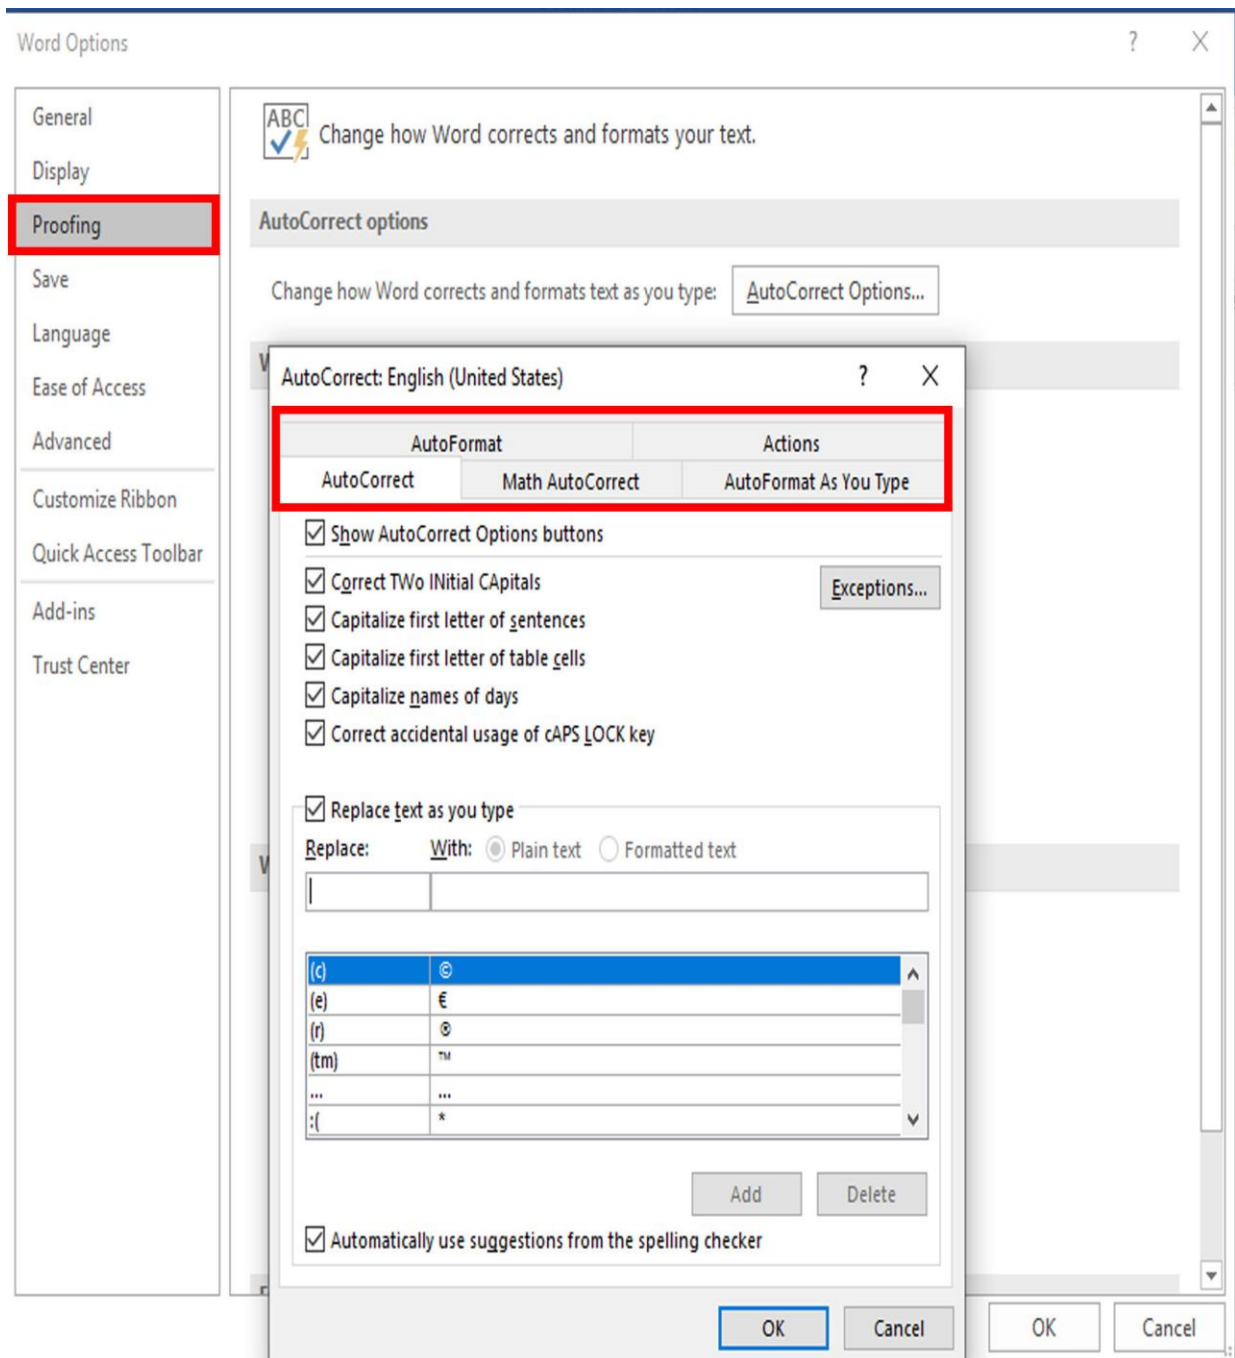 Word Options
?
General
Display
Proofing
Save
Language
Ease of Access
Advanced
Customize Ribbon
Quick Access Toolbar
Add-ins
Trust Center
ABC
Change how Word corrects and formats your text.
AutoCorrect options
Change how Word corrects and formats text as you type: AutoCorrect Options...
AutoCorrect: English (United States) ?
AutoFormat Actions
AutoCorrect Math AutoCorrect AutoFormat As You Type
Show AutoCorrect Options buttons
Correct TWo INitial CApitals Exceptions...
Capitalize first letter of sentences
Capitalize first letter of table cells
Capitalize names of days
Correct accidental usage of cAPS LOCK key
Replace text as you type
Replace: With: Plain text Formatted text
(c) ©
(e) €
(r) ®
(tm) ™
... ...
:( *
Add Delete
Automatically use suggestions from the spelling checker
OK Cancel
OK Cancel